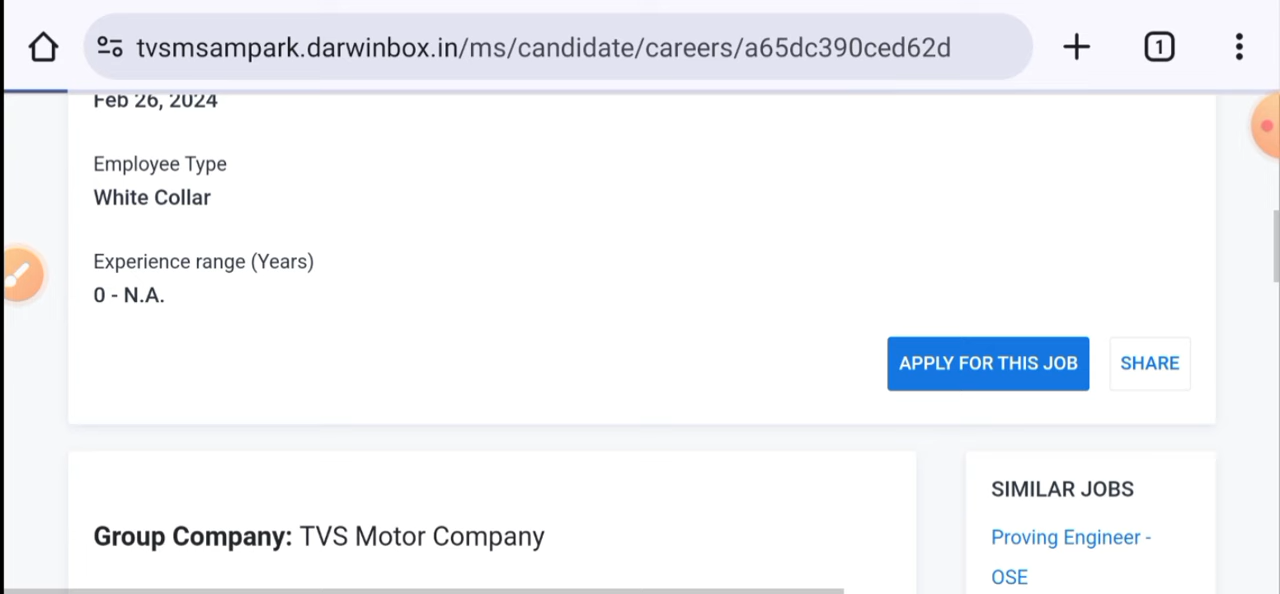 tvsmsampark.darwinbox.in/ms/candidate/careers/a65dc390ced62d
1
Feb 26, 2024
Employee Type
White Collar
Experience range (Years)
0 - N.A.
APPLY FOR THIS JOB
SHARE
Group Company: TVS Motor Company
SIMILAR JOBS
Proving Engineer -
OSE